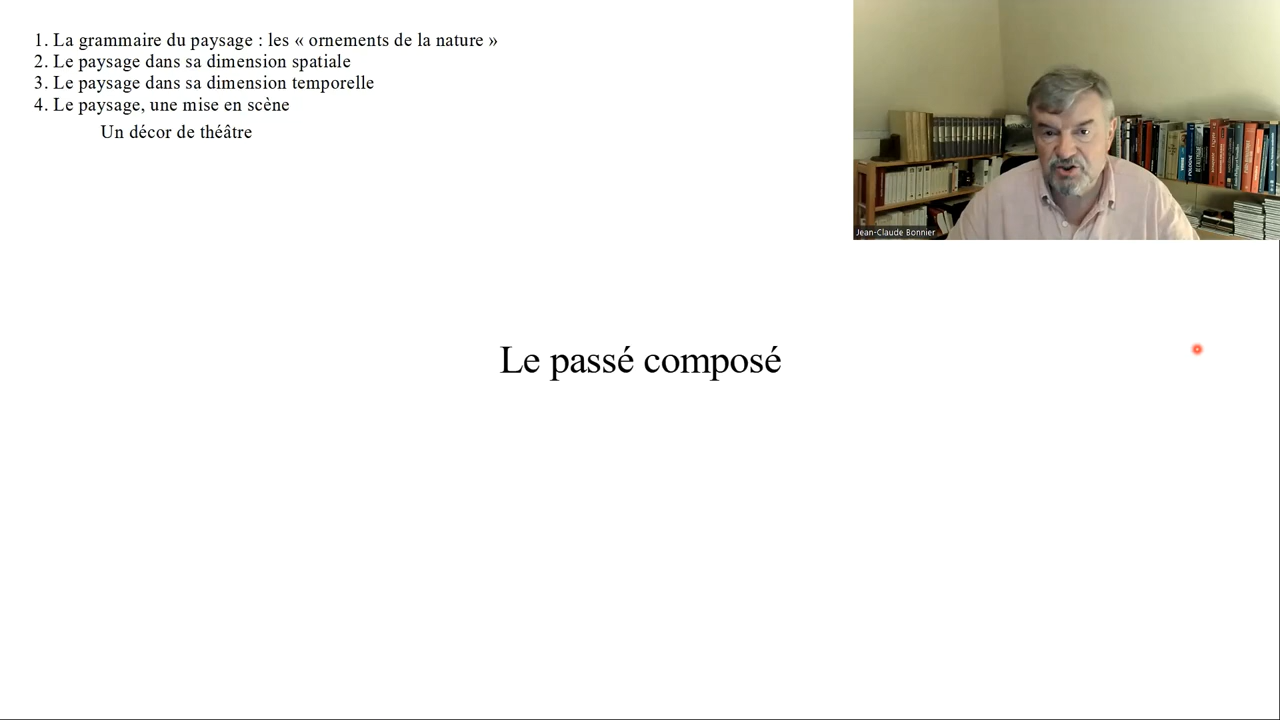 1. La grammaire du paysage : les « ornements de la nature »
2. Le paysage dans sa dimension spatiale
3. Le paysage dans sa dimension temporelle
4. Le paysage, une mise en scène
Un décor de théâtre
Jean-Claude Bonnier
Le passé composé